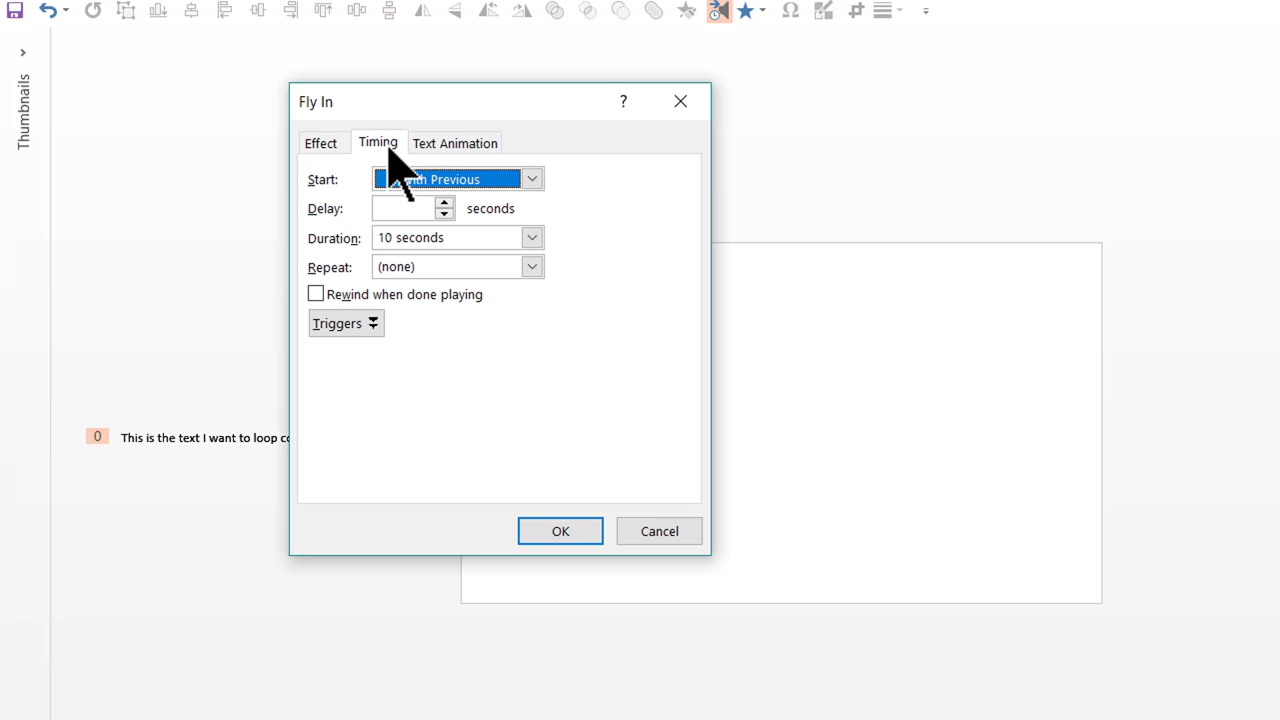 Thumbnails
Fly In
Effect
Timing
Text Animation
Start:
Previous
Delay:
seconds
Duration:
10 seconds
Repeat:
(none)
Rewind when done playing
Triggers
0
This is the text I want to loop
OK
Cancel